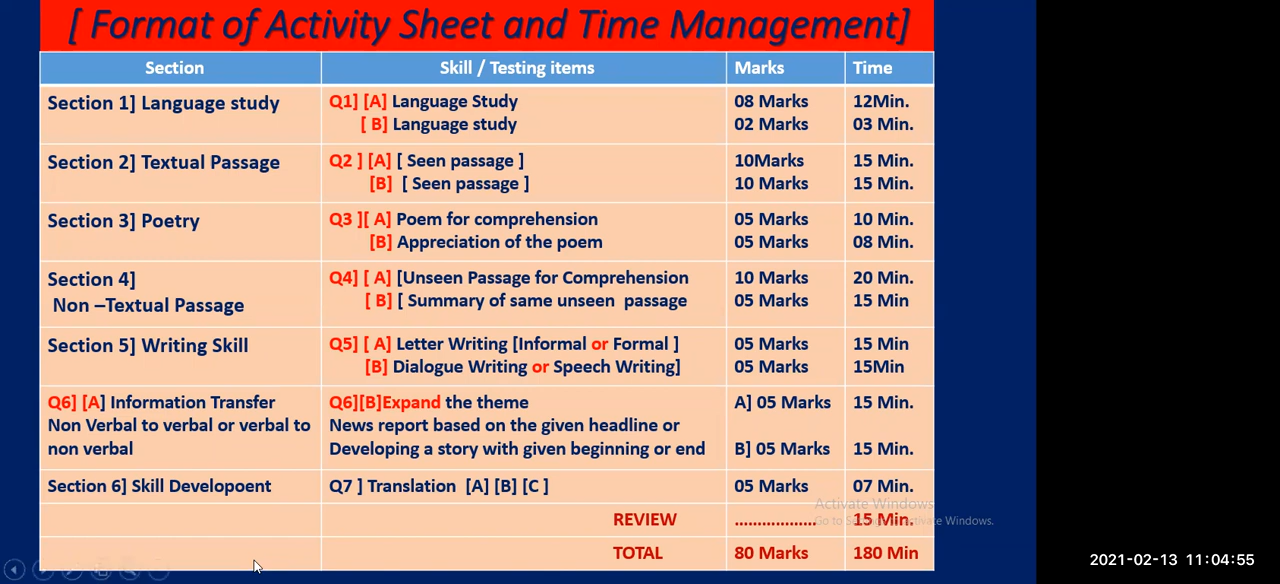 [ Format of Activity Sheet and Time Management]
Section Skill / Testing items Marks Time
Section 1] Language study Q1] [A] Language Study 08 Marks 12Min.
[ B] Language study 02 Marks 03 Min.
Section 2] Textual Passage Q2 ] [A] [ Seen passage ] 10Marks 15 Min.
[B] [ Seen passage ] 10 Marks 15 Min.
Section 3] Poetry Q3 ][ A] Poem for comprehension 05 Marks 10 Min.
[B] Appreciation of the poem 05 Marks 08 Min.
Section 4] Q4] [ A] [Unseen Passage for Comprehension 10 Marks 20 Min.
Non –Textual Passage [ B] [ Summary of same unseen passage 05 Marks 15 Min
Section 5] Writing Skill Q5] [ A] Letter Writing [Informal or Formal ] 05 Marks 15 Min
[B] Dialogue Writing or Speech Writing] 05 Marks 15Min
Q6] [A] Information Transfer Q6][B]Expand the theme A] 05 Marks 15 Min.
Non Verbal to verbal or verbal to News report based on the given headline or
non verbal Developing a story with given beginning or end B] 05 Marks 15 Min.
Section 6] Skill Developoent Q7 ] Translation [A] [B] [C ] 05 Marks 07 Min.
Activate Windows
REVIEW .................. 15 Min.
Go to Settings to activate Windows.
TOTAL 80 Marks 180 Min
2021-02-13 11:04:55